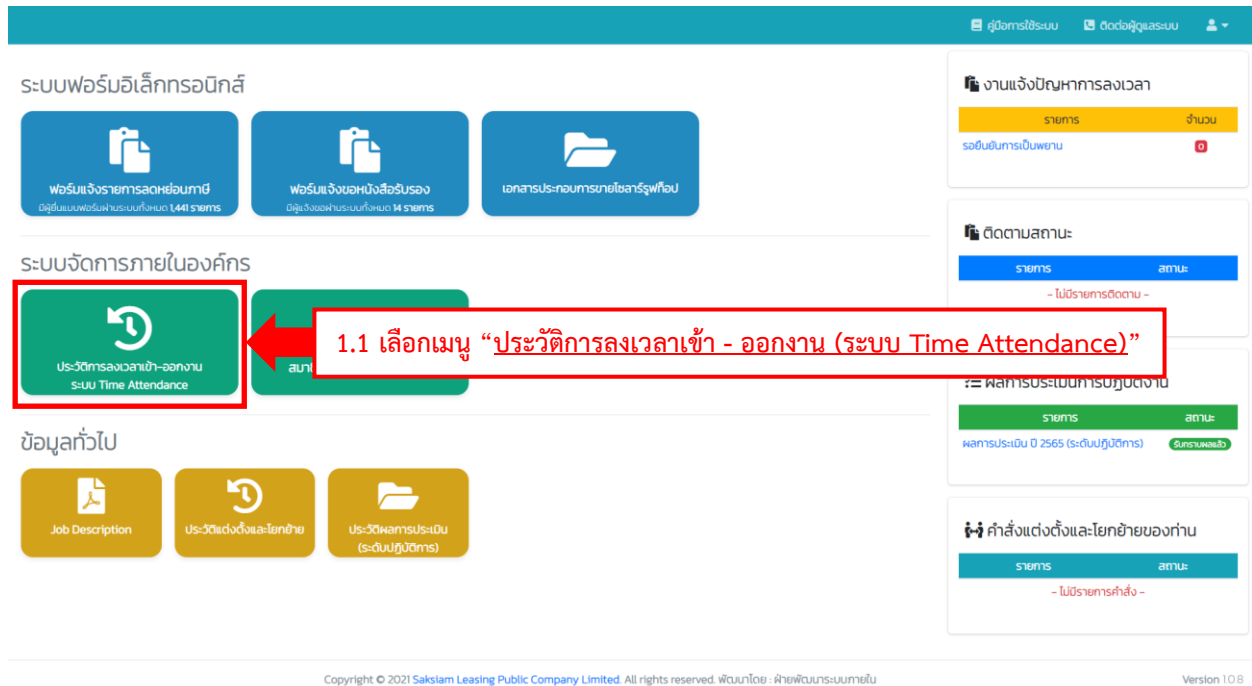 คู่มือการใช้ระบบ ติดต่อผู้ดูแลระบบ
ระบบฟอร์มอิเล็กทรอนิกส์
ฟอร์มแจ้งรายการลดหย่อนภาษี
มีผู้ยื่นแบบฟอร์มผ่านระบบทั้งหมด 1,441 รายการ
ฟอร์มแจ้งขอหนังสือรับรอง
มีผู้แจ้งขอผ่านระบบทั้งหมด 14 รายการ
เอกสารประกอบการขายโซลาร์รูฟท็อป
ระบบจัดการภายในองค์กร
ประวัติการลงเวลาเข้า-ออกงาน
ระบบ Time Attendance
1.1 เลือกเมนู “ประวัติการลงเวลาเข้า - ออกงาน (ระบบ Time Attendance)”
ข้อมูลทั่วไป
Job Description
ประวัติแต่งตั้งและโยกย้าย
ประวัติผลการประเมิน
(ระดับปฏิบัติการ)
งานแจ้งปัญหาการลงเวลา
รายการ จำนวน
รอยืนยันการเป็นพยาน 0
ติดตามสถานะ
รายการ สถานะ
- ไม่มีรายการติดตาม -
ผลการประเมินการปฏิบัติงาน
รายการ สถานะ
ผลการประเมิน ปี 2565 (ระดับปฏิบัติการ) รับทราบผลแล้ว
คำสั่งแต่งตั้งและโยกย้ายของท่าน
รายการ สถานะ
- ไม่มีรายการคำสั่ง -
Copyright © 2021 Saksiam Leasing Public Company Limited. All rights reserved. พัฒนาโดย : ฝ่ายพัฒนาระบบภายใน
Version 1.0.8